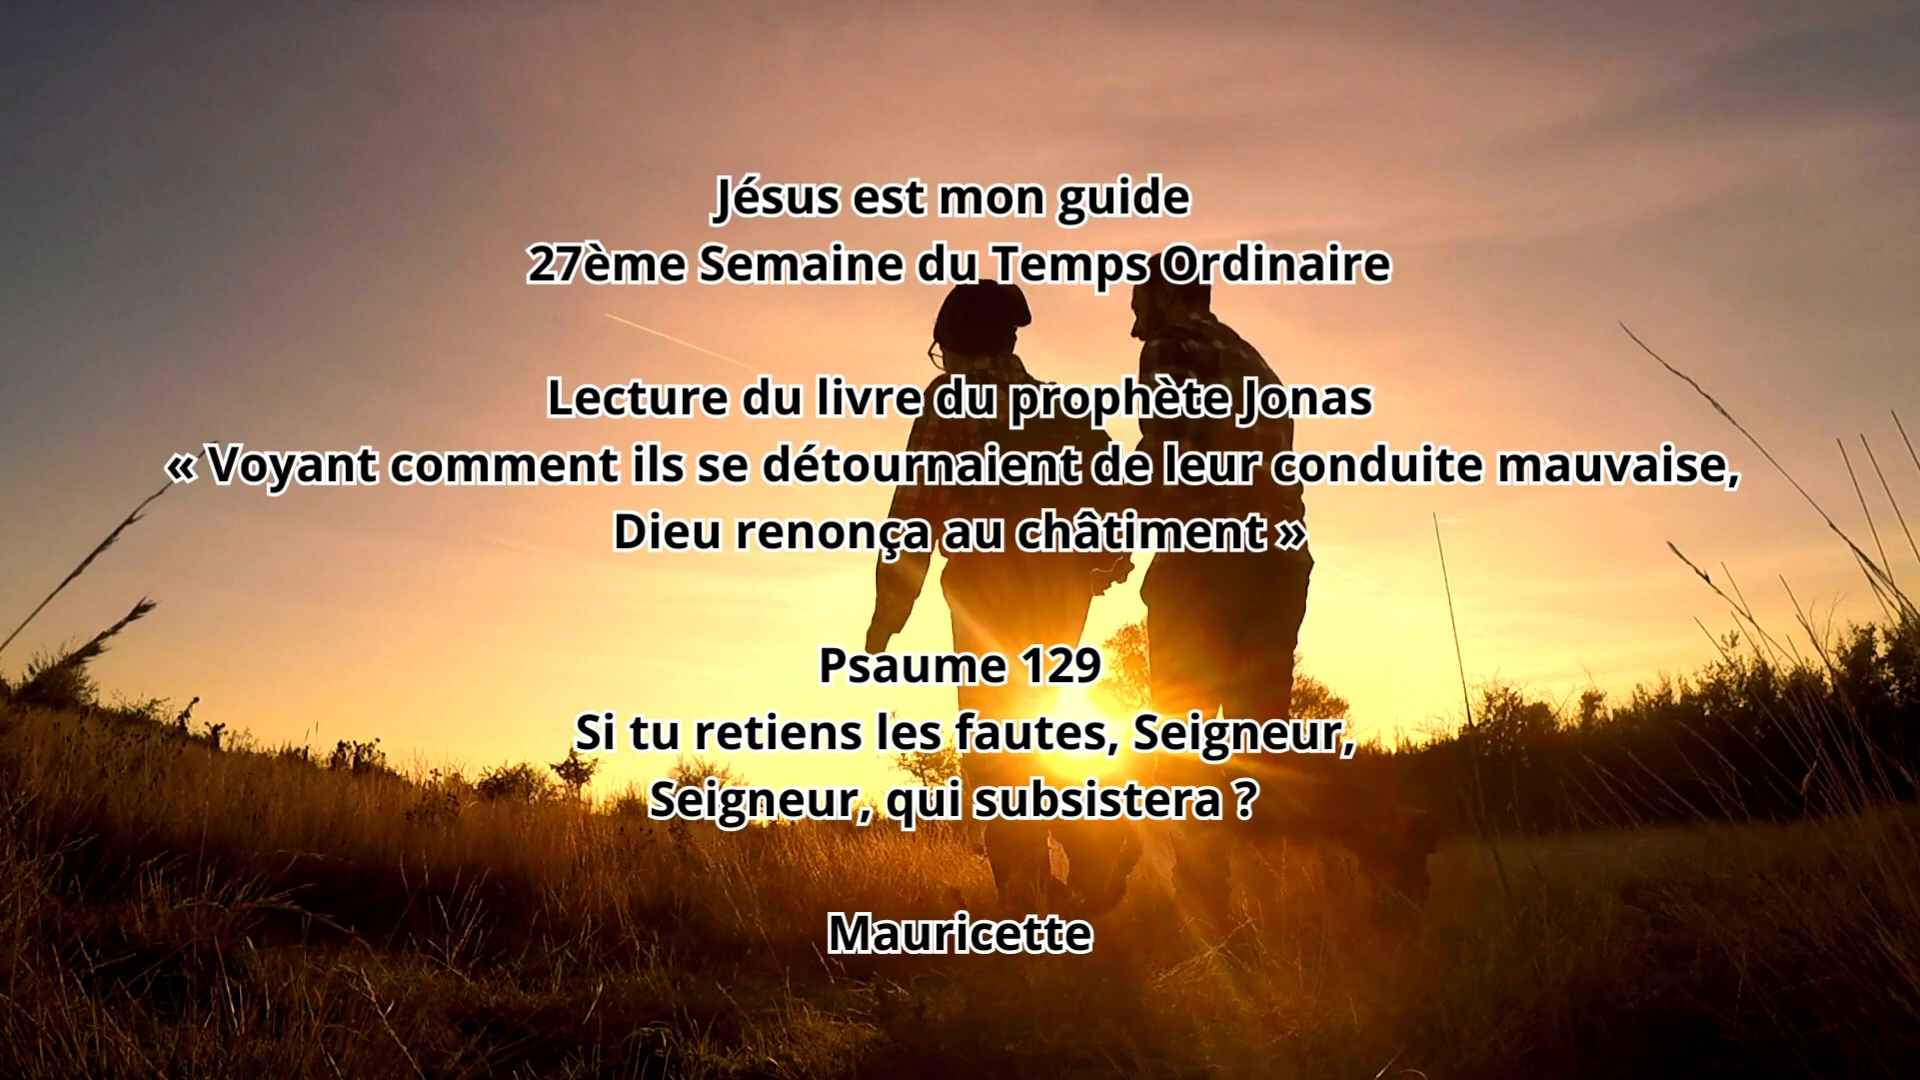 Jésus est mon guide
27ème Semaine du Temps Ordinaire
Lecture du livre du prophète Jonas
« Voyant comment ils se détournaient de leur conduite mauvaise,
Dieu renonça au châtiment »
Psaume 129
Si tu retiens les fautes, Seigneur,
Seigneur, qui subsistera ?
Mauricette